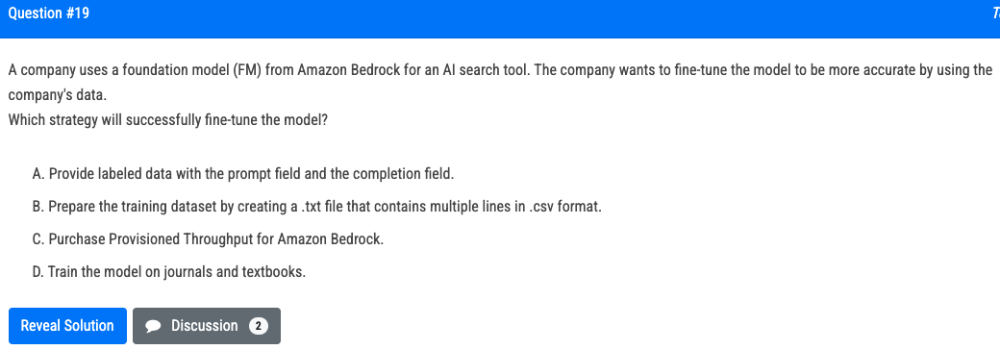 Question #19
A company uses a foundation model (FM) from Amazon Bedrock for an AI search tool. The company wants to fine-tune the model to be more accurate by using the
company's data.
Which strategy will successfully fine-tune the model?
A. Provide labeled data with the prompt field and the completion field.
B. Prepare the training dataset by creating a .txt file that contains multiple lines in .csv format.
C. Purchase Provisioned Throughput for Amazon Bedrock.
D. Train the model on journals and textbooks.
Reveal Solution Discussion 2